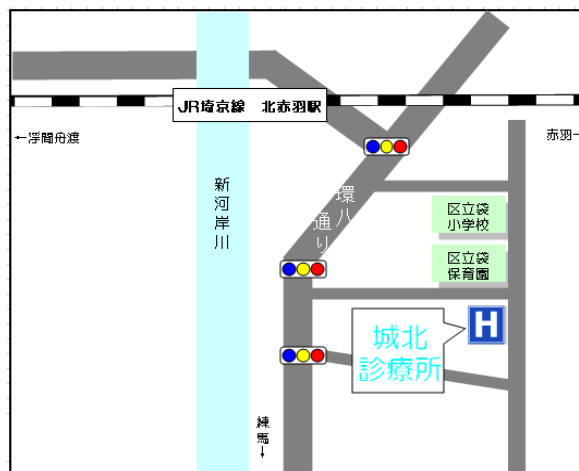 JR埼京線 北赤羽駅
←浮間舟渡
赤羽→
新河岸川
環八
通り
区立袋
小学校
区立袋
保育園
H
城北
診療所
練馬
↓